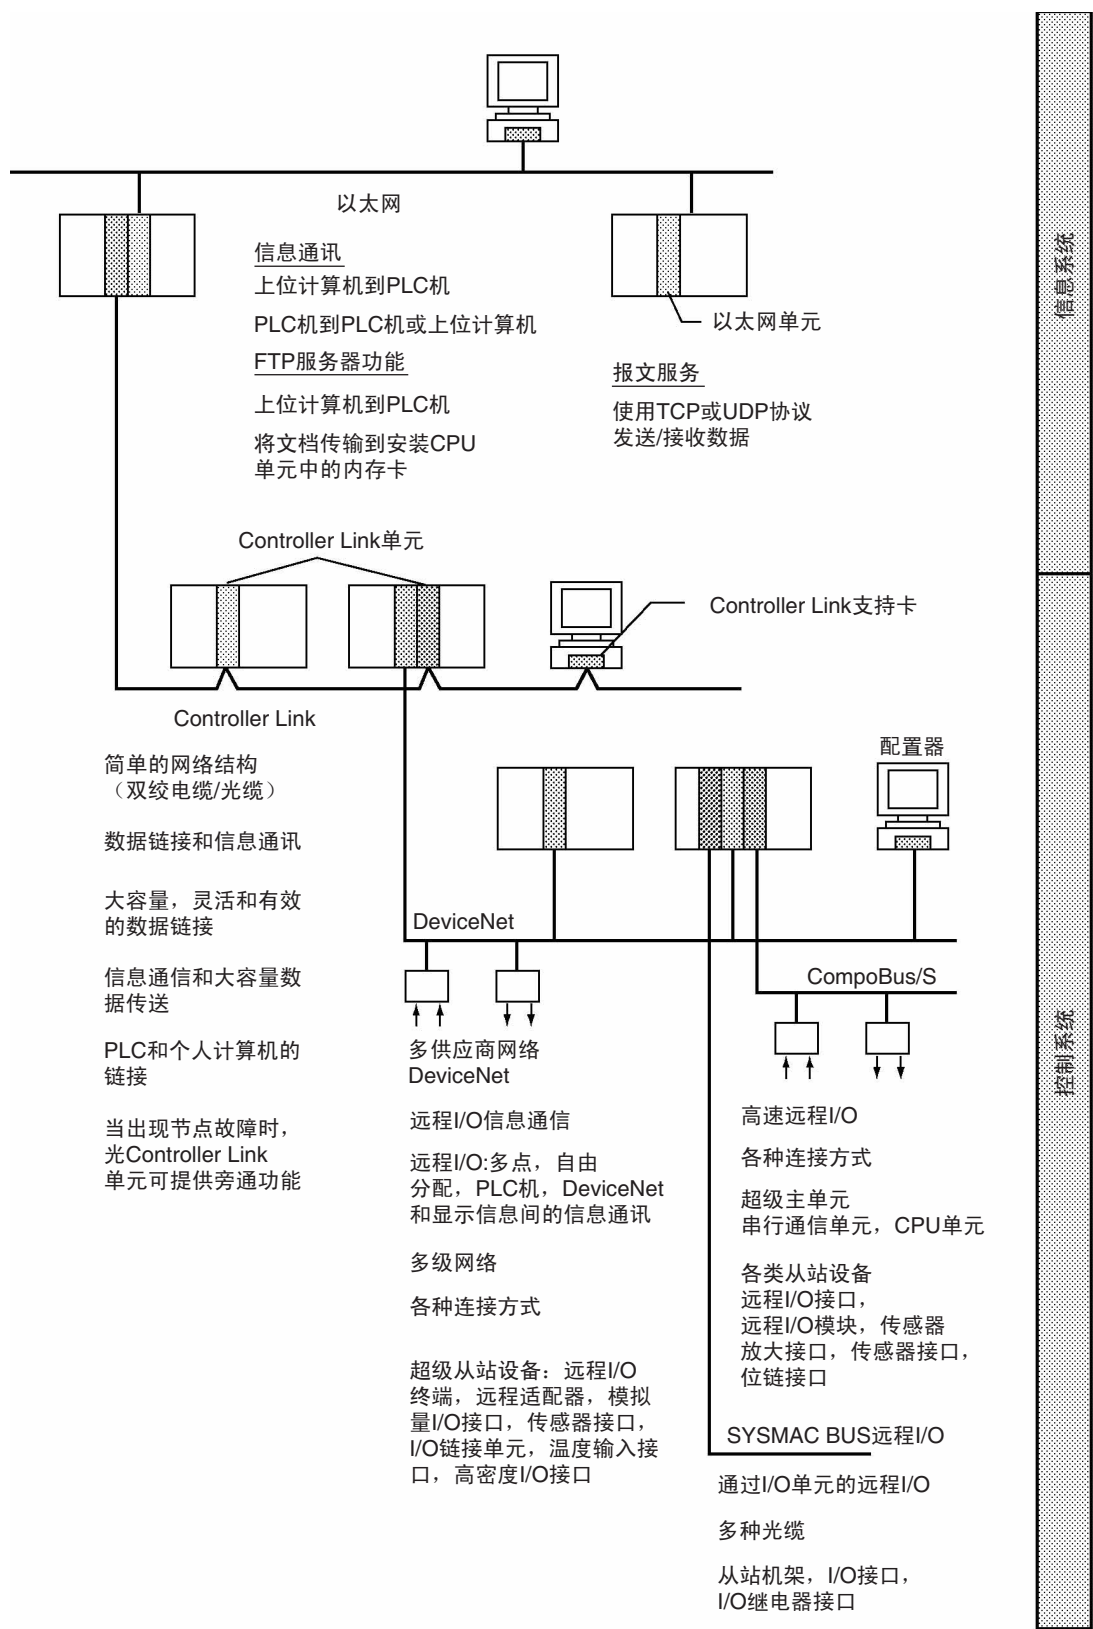 以太网
信息通讯
上位计算机到PLC机
PLC机到PLC机或上位计算机
FTP服务器功能
上位计算机到PLC机
将文档传输到安装CPU
单元中的内存卡
以太网单元
报文服务
使用TCP或UDP协议
发送/接收数据
信息系统
Controller Link单元
Controller Link支持卡
Controller Link
简单的网络结构
（双绞电缆/光缆）
数据链接和信息通讯
大容量，灵活和有效
的数据链接
信息通信和大容量数
据传送
PLC和个人计算机的
链接
当出现节点故障时，
光Controller Link
单元可提供旁通功能
配置器
DeviceNet
多供应商网络
DeviceNet
远程I/O信息通信
远程I/O:多点，自由
分配，PLC机，DeviceNet
和显示信息间的信息通讯
多级网络
各种连接方式
超级从站设备：远程I/O
终端，远程适配器，模拟
量I/O接口，传感器接口，
I/O链接单元，温度输入接
口，高密度I/O接口
CompoBus/S
高速远程I/O
各种连接方式
超级主单元
串行通信单元，CPU单元
各类从站设备
远程I/O接口，
远程I/O模块，传感器
放大接口，传感器接口，
位链接口
SYSMAC BUS远程I/O
通过I/O单元的远程I/O
多种光缆
从站机架，I/O接口，
I/O继电器接口
控制系统